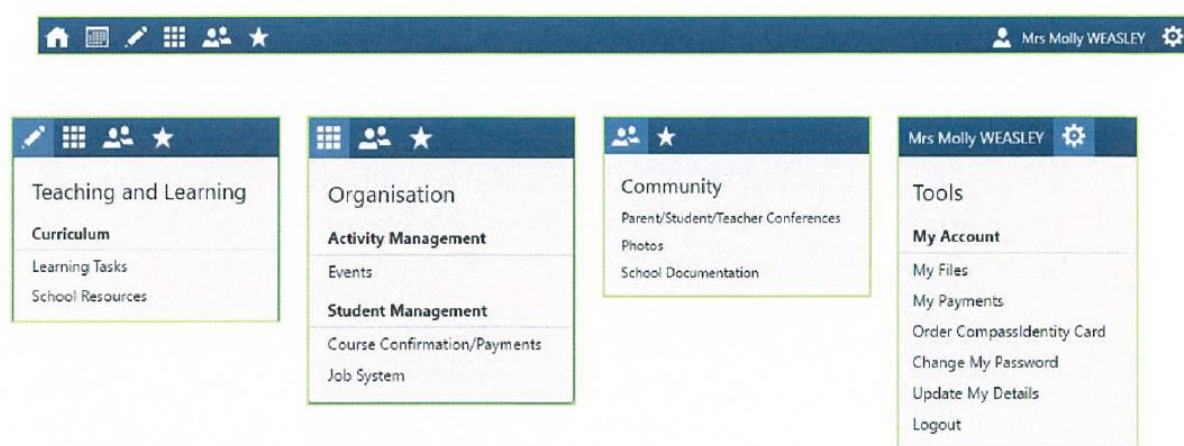 Mrs Molly WEASLEY
Teaching and Learning
Curriculum
Learning Tasks
School Resources
Organisation
Activity Management
Events
Student Management
Course Confirmation/Payments
Job System
Community
Parent/Student/Teacher Conferences
Photos
School Documentation
Mrs Molly WEASLEY
Tools
My Account
My Files
My Payments
Order CompassIdentity Card
Change My Password
Update My Details
Logout